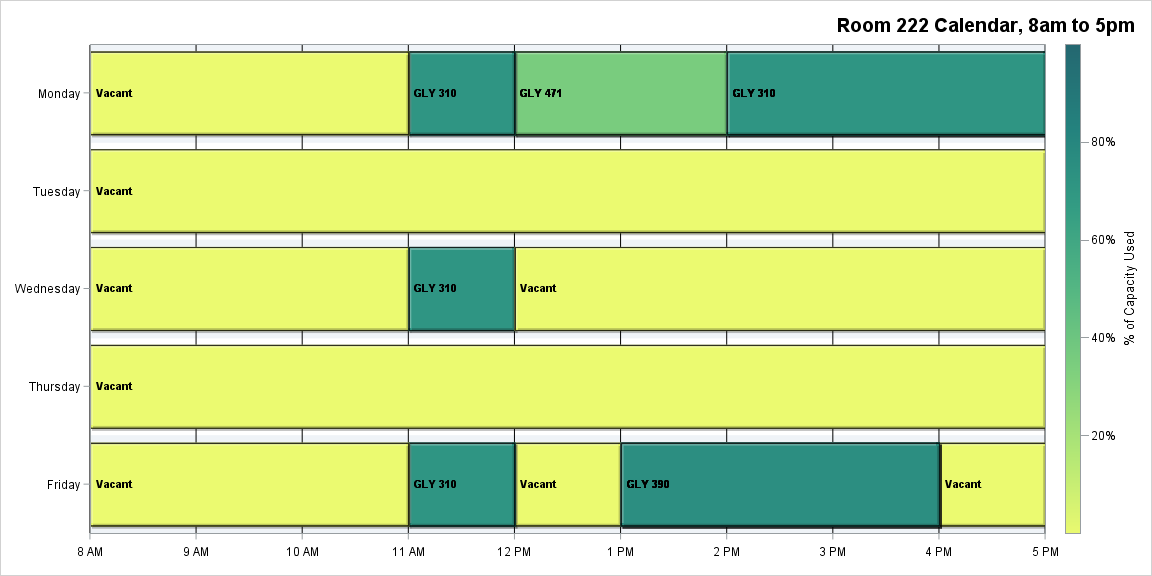 Room 222 Calendar, 8am to 5pm
Monday
Vacant
GLY 310
GLY 471
GLY 310
Tuesday
Vacant
Wednesday
Vacant
GLY 310
Vacant
Thursday
Vacant
Friday
Vacant
GLY 310
Vacant
GLY 390
Vacant
8 AM
9 AM
10 AM
11 AM
12 PM
1 PM
2 PM
3 PM
4 PM
5 PM
80%
60%
40%
20%
% of Capacity Used